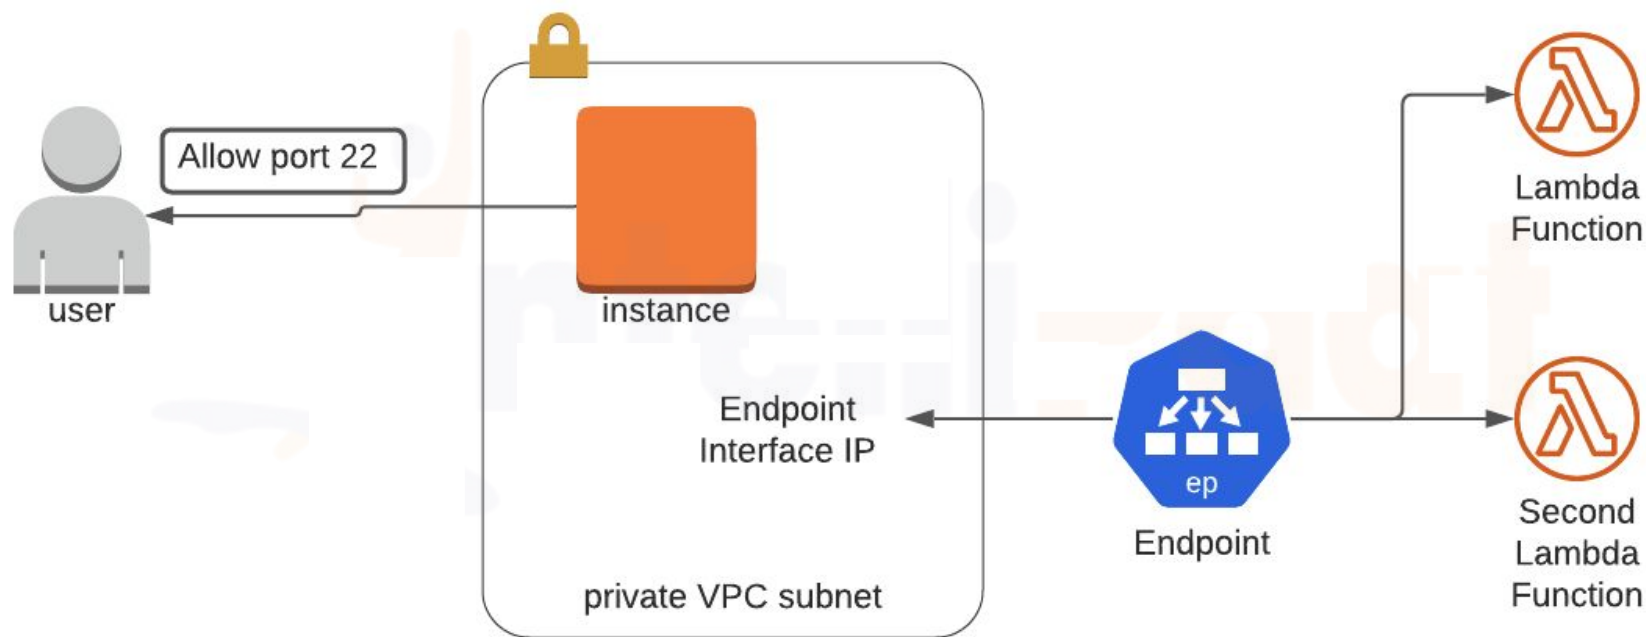 Allow port 22
user
instance
Endpoint
Interface IP
private VPC subnet
ep
Endpoint
Lambda
Function
Second
Lambda
Function